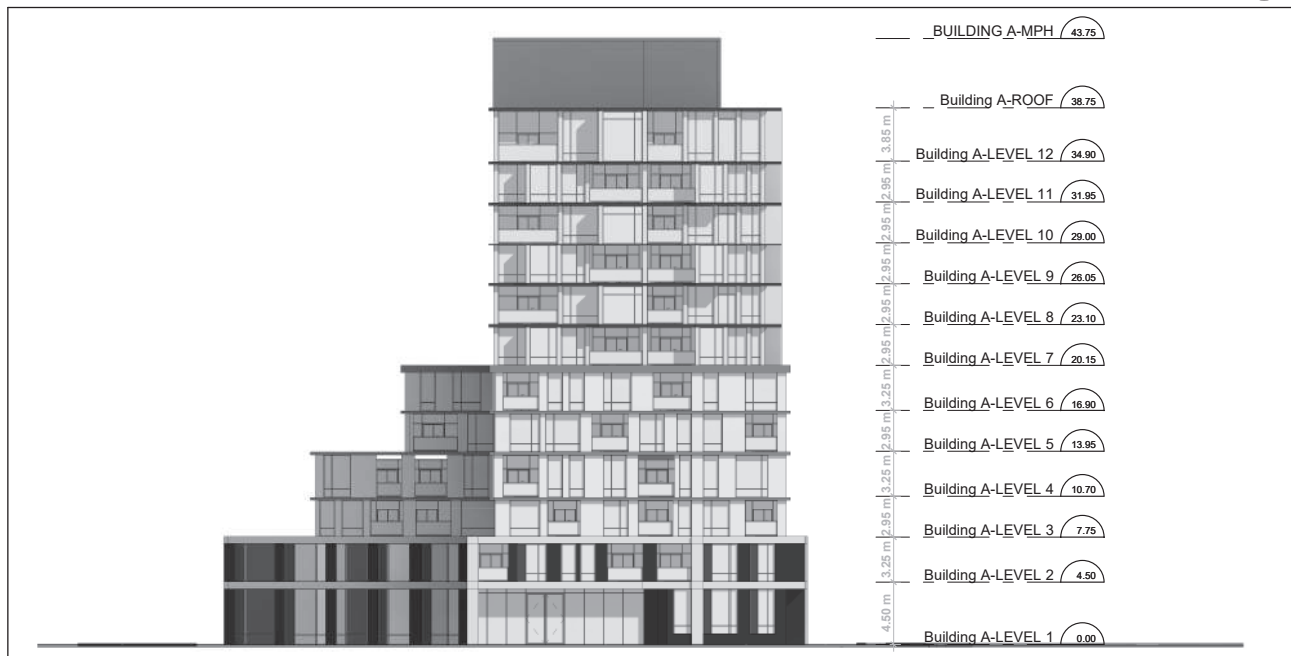 BUILDING A-MPH 43.75
Building A-ROOF 38.75
3.85 m
Building A-LEVEL 12 34.90
2.95 m
Building A-LEVEL 11 31.95
2.95 m
Building A-LEVEL 10 29.00
2.95 m
Building A-LEVEL 9 26.05
2.95 m
Building A-LEVEL 8 23.10
2.95 m
Building A-LEVEL 7 20.15
3.25 m
Building A-LEVEL 6 16.90
2.95 m
Building A-LEVEL 5 13.95
3.25 m
Building A-LEVEL 4 10.70
2.95 m
Building A-LEVEL 3 7.75
3.25 m
Building A-LEVEL 2 4.50
4.50 m
Building A-LEVEL 1 0.00